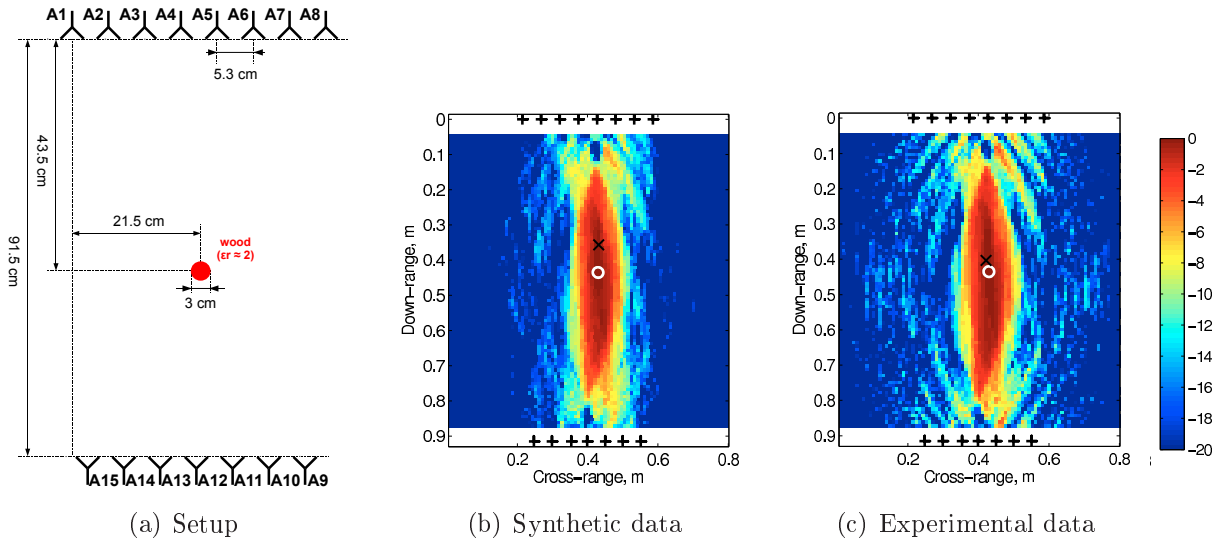 A1 A2 A3 A4 A5 A6 A7 A8
5.3 cm
43.5 cm
91.5 cm
21.5 cm
wood
(εr ≈ 2)
3 cm
A15 A14 A13 A12 A11 A10 A9
(a) Setup
0
0.1
0.2
0.3
0.4
0.5
0.6
0.7
0.8
0.9
Down−range, m
0.2 0.4 0.6 0.8
Cross−range, m
(b) Synthetic data
0
0.1
0.2
0.3
0.4
0.5
0.6
0.7
0.8
0.9
Down−range, m
0.2 0.4 0.6 0.8
Cross−range, m
(c) Experimental data
0
−2
−4
−6
−8
−10
−12
−14
−16
−18
−20